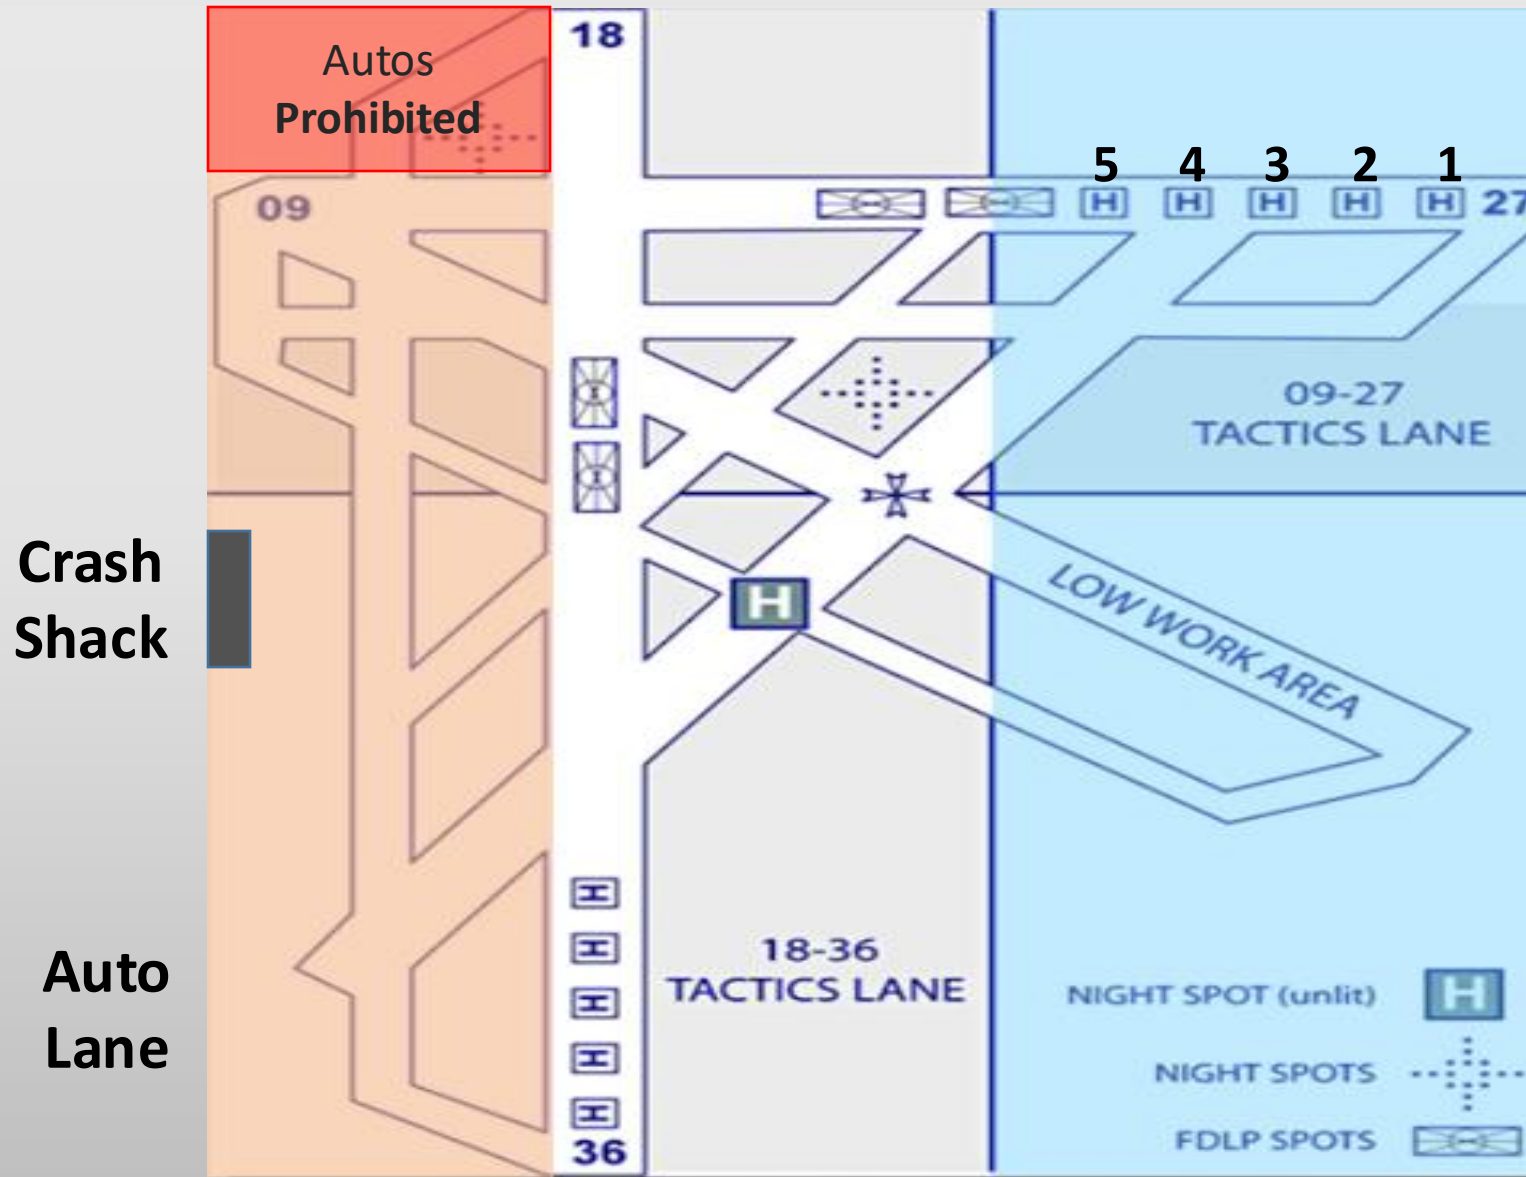 Autos
Prohibited
18
5 4 3 2 1
09
H H H H H 27
09-27
TACTICS LANE
Crash
Shack
H
LOW WORK AREA
H
H
H
H
H
36
18-36
TACTICS LANE
Auto
Lane
NIGHT SPOT (unlit) H
NIGHT SPOTS
FDLP SPOTS